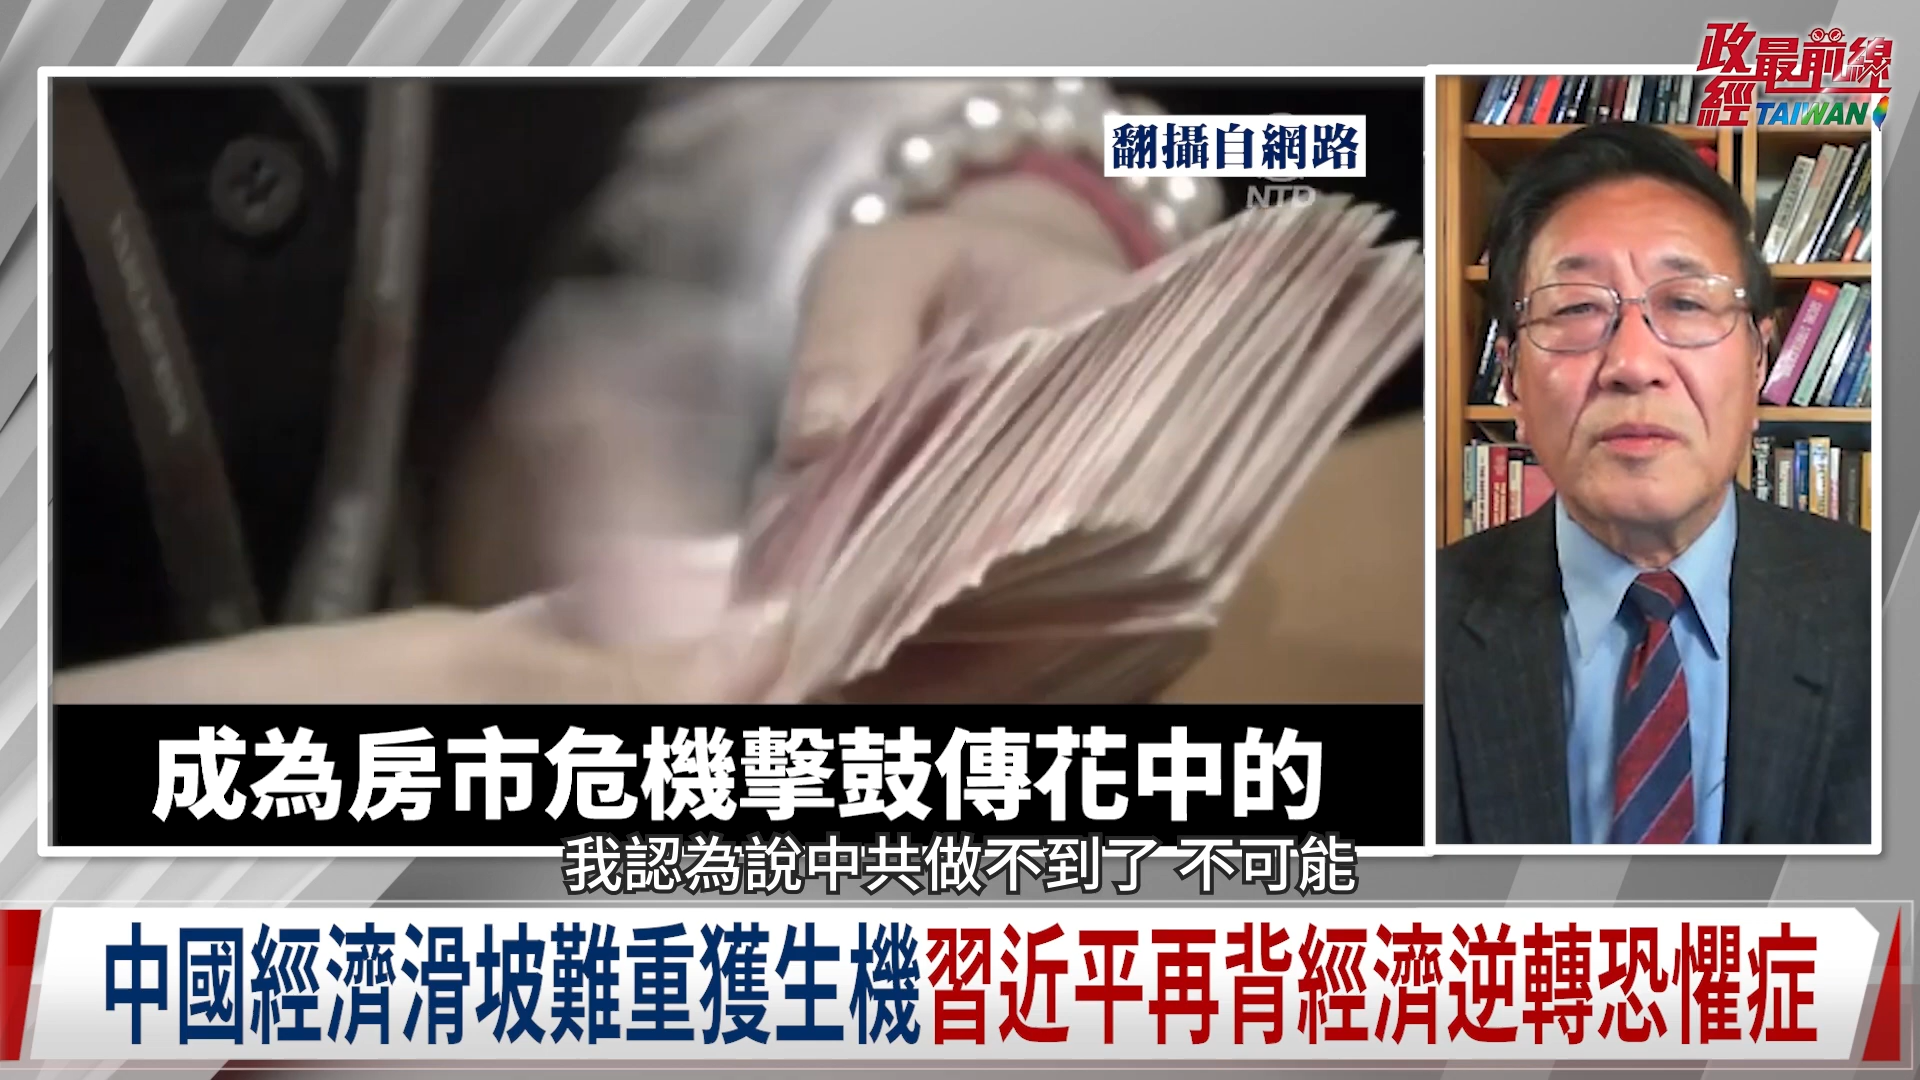 政經最前線
TAIWAN
翻攝自網路
NTD
成為房市危機擊鼓傳花中的
我認為說中共做不到了 不可能
中國經濟滑坡難重獲生機習近平再背經濟逆轉恐懼症